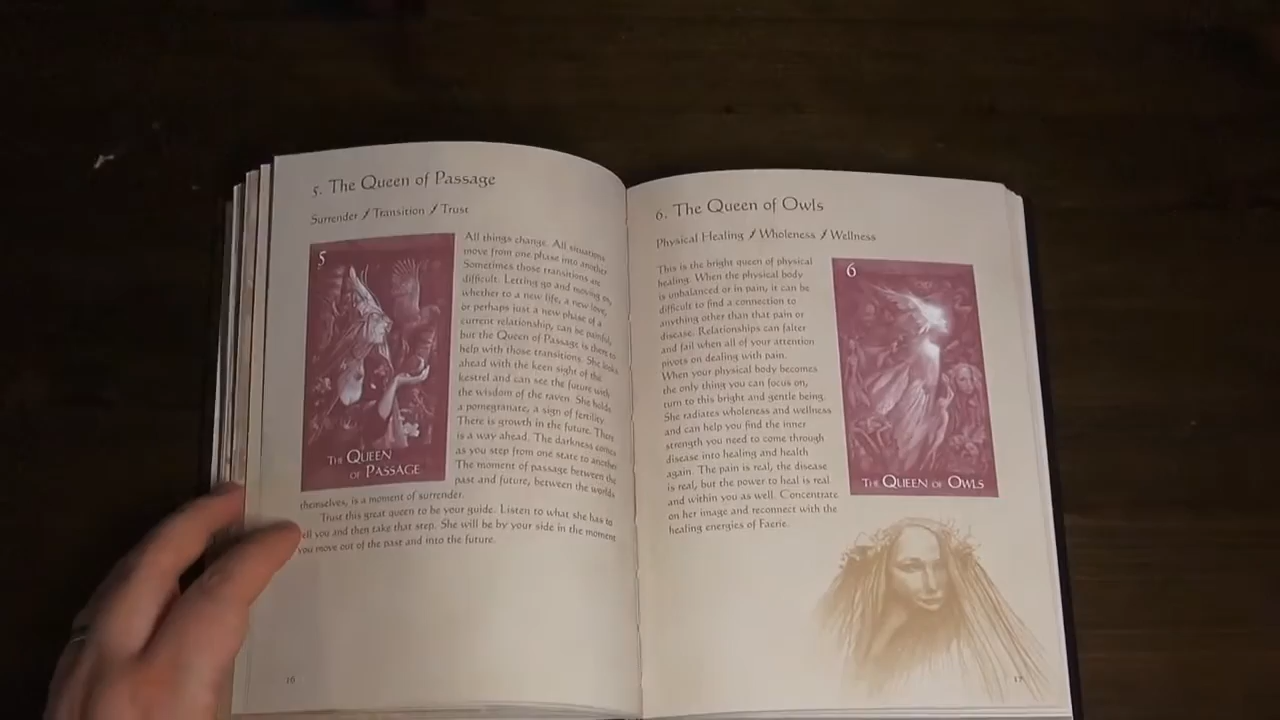 5. The Queen of Passage
Surrender / Transition / Trust
5
The Queen
of Passage
All things change. All situations
move from one phase into another.
Sometimes those transitions are
difficult. Letting go and moving on,
whether to a new life, a new love,
or perhaps just a new phase of a
current relationship, can be painful,
but the Queen of Passage is there to
help with those transitions. She looks
ahead with the keen sight of the
kestrel and can see the future with
the wisdom of the raven. She holds
a pomegranate, a sign of fertility.
There is growth in the future. There
is a way ahead. The darkness comes
as you step from one state to another.
The moment of passage between the
past and future, between the worlds
themselves, is a moment of surrender.
Trust this great queen to be your guide. Listen to what she has to
tell you and then take that step. She will be by your side in the moment
you move out of the past and into the future.
16
6. The Queen of Owls
Physical Healing / Wholeness / Wellness
This is the bright queen of physical
healing. When the physical body
is unbalanced or in pain, it can be
difficult to find a connection to
anything other than that pain or
disease. Relationships can falter
and fail when all of your attention
pivots on dealing with pain.
When your physical body becomes
the only thing you can focus on,
turn to this bright and gentle being.
She radiates wholeness and wellness
and can help you find the inner
strength you need to come through
disease into healing and health
again. The pain is real, the disease
is real, but the power to heal is real
and within you as well. Concentrate
on her image and reconnect with the
healing energies of Faerie.
6
The Queen of Owls
17